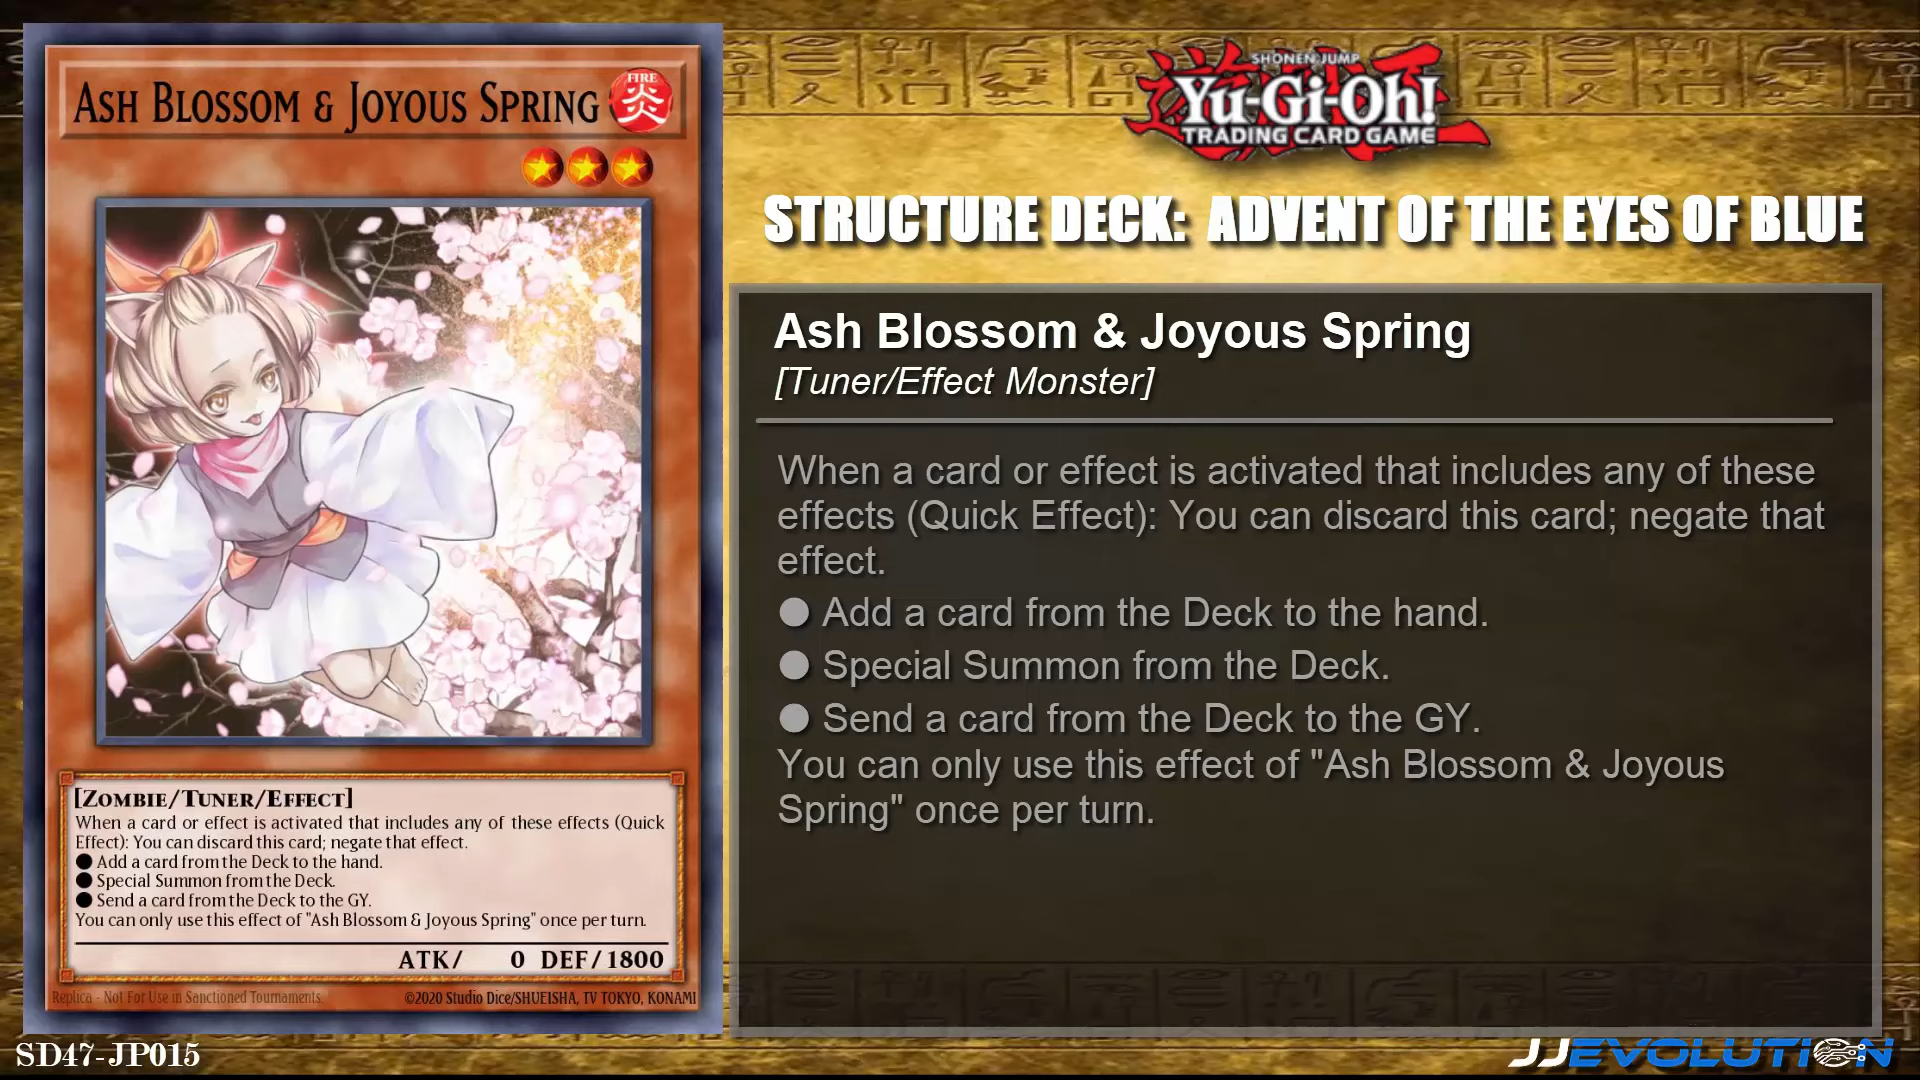 Ash Blossom & Joyous Spring
FIRE
炎
[Zombie/Tuner/Effect]
When a card or effect is activated that includes any of these effects (Quick
Effect): You can discard this card; negate that effect.
● Add a card from the Deck to the hand.
● Special Summon from the Deck.
● Send a card from the Deck to the GY.
You can only use this effect of "Ash Blossom & Joyous Spring" once per turn.
ATK/ 0 DEF/1800
Replica - Not For Use in Sanctioned Tournaments.
©2020 Studio Dice/SHUEISHA, TV TOKYO, KONAMI
SD47-JP015
SHONEN JUMP
Yu-Gi-Oh!
TRADING CARD GAME
STRUCTURE DECK: ADVENT OF THE EYES OF BLUE
Ash Blossom & Joyous Spring
[Tuner/Effect Monster]
When a card or effect is activated that includes any of these
effects (Quick Effect): You can discard this card; negate that
effect.
● Add a card from the Deck to the hand.
● Special Summon from the Deck.
● Send a card from the Deck to the GY.
You can only use this effect of "Ash Blossom & Joyous
Spring" once per turn.
JJEVOLUTION